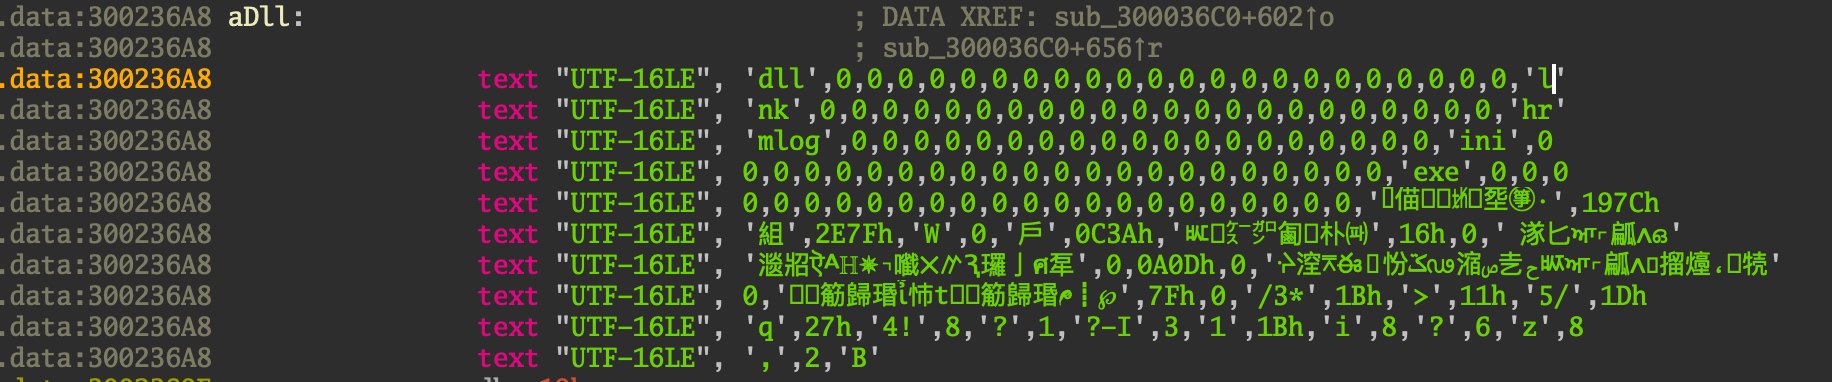 .data:300236A8 aDll: ; DATA XREF: sub_300036C0+602↑o
.data:300236A8 ; sub_300036C0+656↑r
.data:300236A8 text "UTF-16LE", 'dll',0,0,0,0,0,0,0,0,0,0,0,0,0,0,0,0,0,0,0,0,0,0,'l'
.data:300236A8 text "UTF-16LE", 'nk',0,0,0,0,0,0,0,0,0,0,0,0,0,0,0,0,0,0,0,0,0,0,'hr'
.data:300236A8 text "UTF-16LE", 'mlog',0,0,0,0,0,0,0,0,0,0,0,0,0,0,0,0,0,0,0,'ini',0
.data:300236A8 text "UTF-16LE", 0,0,0,0,0,0,0,0,0,0,0,0,0,0,0,0,0,0,0,0,0,'exe',0,0,0
.data:300236A8 text "UTF-16LE", 0,0,0,0,0,0,0,0,0,0,0,0,0,0,0,0,0,0,0,0,197Ch
.data:300236A8 text "UTF-16LE", '組',2E7Fh,'W',0,'戶',0C3Ah,16h,0,
.data:300236A8 text "UTF-16LE", 0,0A0Dh,0,
.data:300236A8 text "UTF-16LE", 0,7Fh,0,'/3*',1Bh,'>',11h,'5/',1Dh
.data:300236A8 text "UTF-16LE", 'q',27h,'4!',8,'?',1,'?-I',3,'1',1Bh,'i',8,'?',6,'z',8
.data:300236A8 text "UTF-16LE", ',',2,'B'